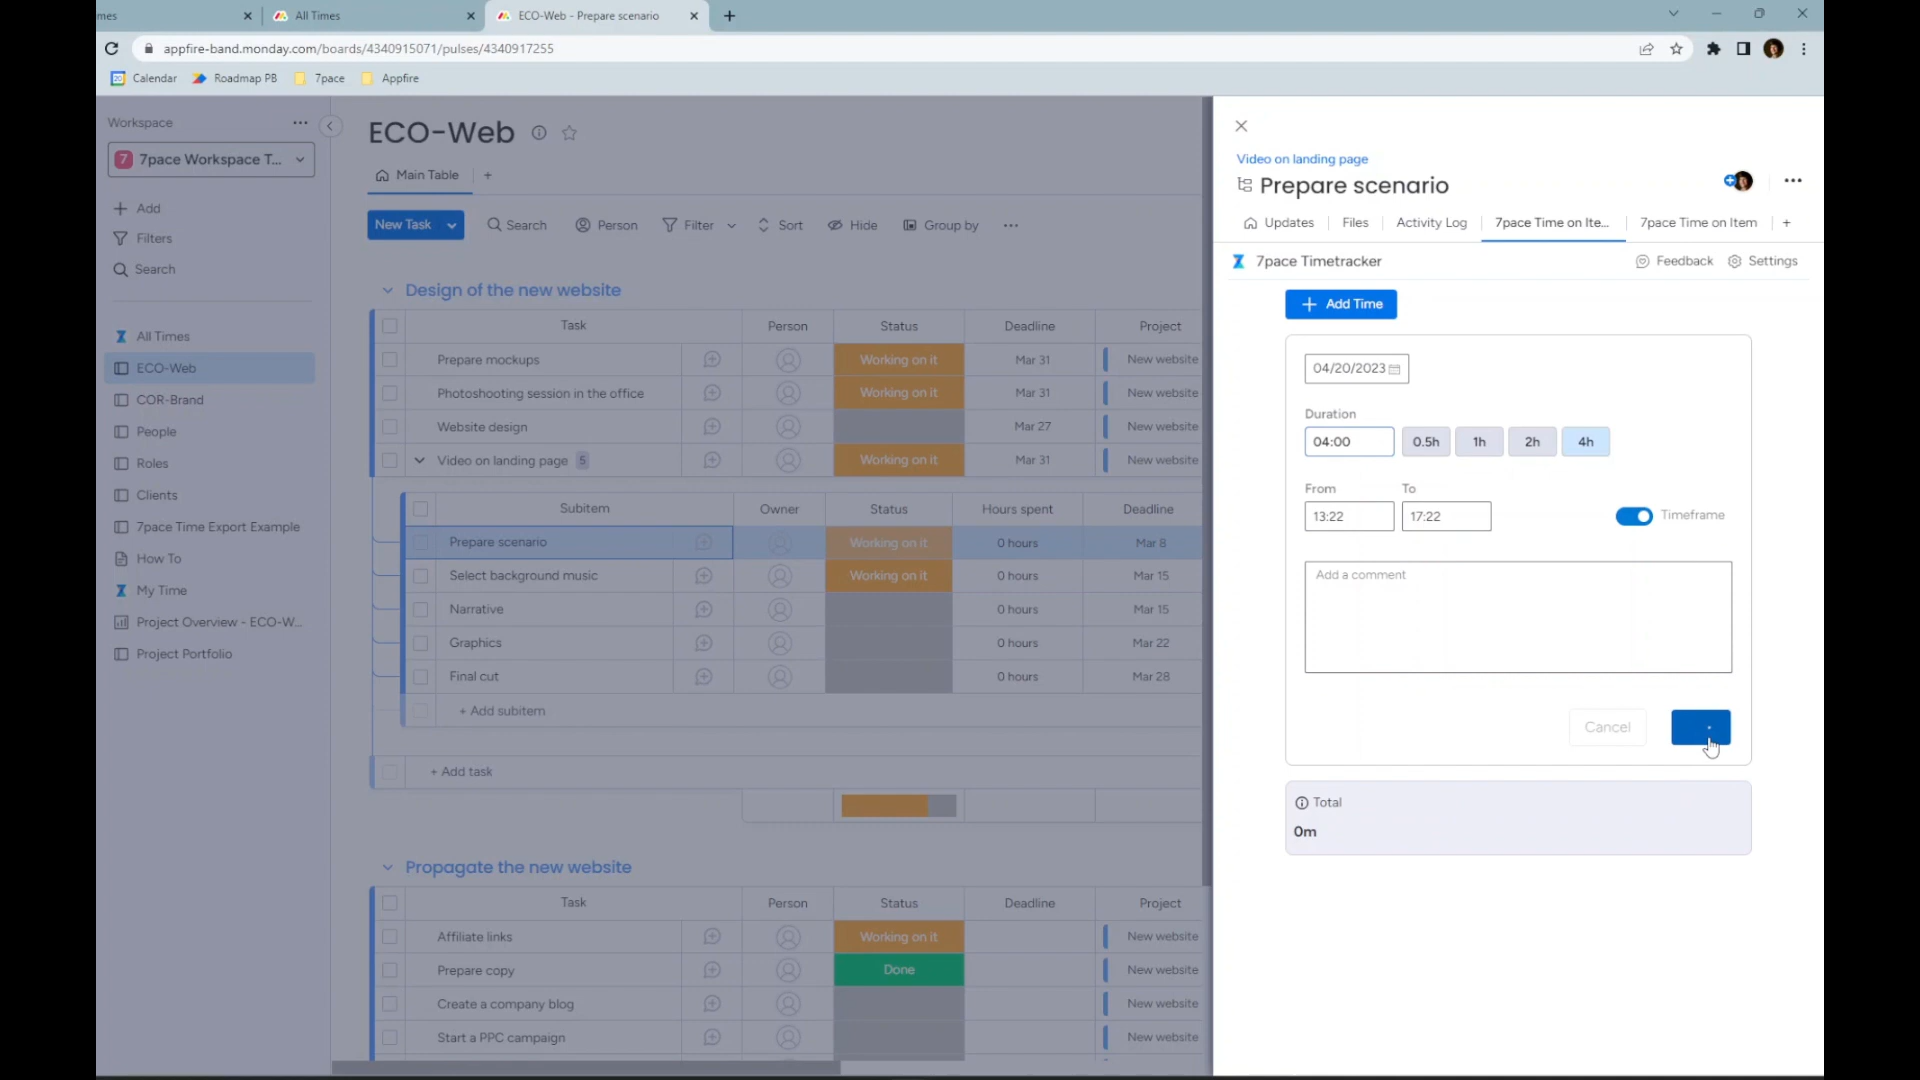 mes
All Times
ECO-Web - Prepare scenario
appfire-band.monday.com/boards/4340915071/pulses/4340917255
Calendar
Roadmap PB
7pace
Appfire
Workspace
7 7pace Workspace T...
Add
Filters
Search
All Times
ECO-Web
COR-Brand
People
Roles
Clients
7pace Time Export Example
How To
My Time
Project Overview - ECO-W...
Project Portfolio
ECO-Web
Main Table
New Task
Search
Person
Filter
Sort
Hide
Group by
Design of the new website
Task Person Status Deadline Project
Prepare mockups Working on it Mar 31 New website
Photoshooting session in the office Working on it Mar 31 New website
Website design Mar 27 New website
Video on landing page 5 Working on it Mar 31 New website
Subitem Owner Status Hours spent Deadline
Prepare scenario Working on it 0 hours Mar 8
Select background music Working on it 0 hours Mar 15
Narrative 0 hours Mar 15
Graphics 0 hours Mar 22
Final cut 0 hours Mar 28
+ Add subitem
+ Add task
Propagate the new website
Task Person Status Deadline Project
Affiliate links Working on it New website
Prepare copy Done New website
Create a company blog New website
Start a PPC campaign New website
Video on landing page
Prepare scenario
Updates
Files
Activity Log
7pace Time on Ite...
7pace Time on Item
7pace Timetracker
Feedback
Settings
+ Add Time
04/20/2023
Duration
04:00 0.5h 1h 2h 4h
From To
13:22 17:22 Timeframe
Add a comment
Cancel
Total
0m